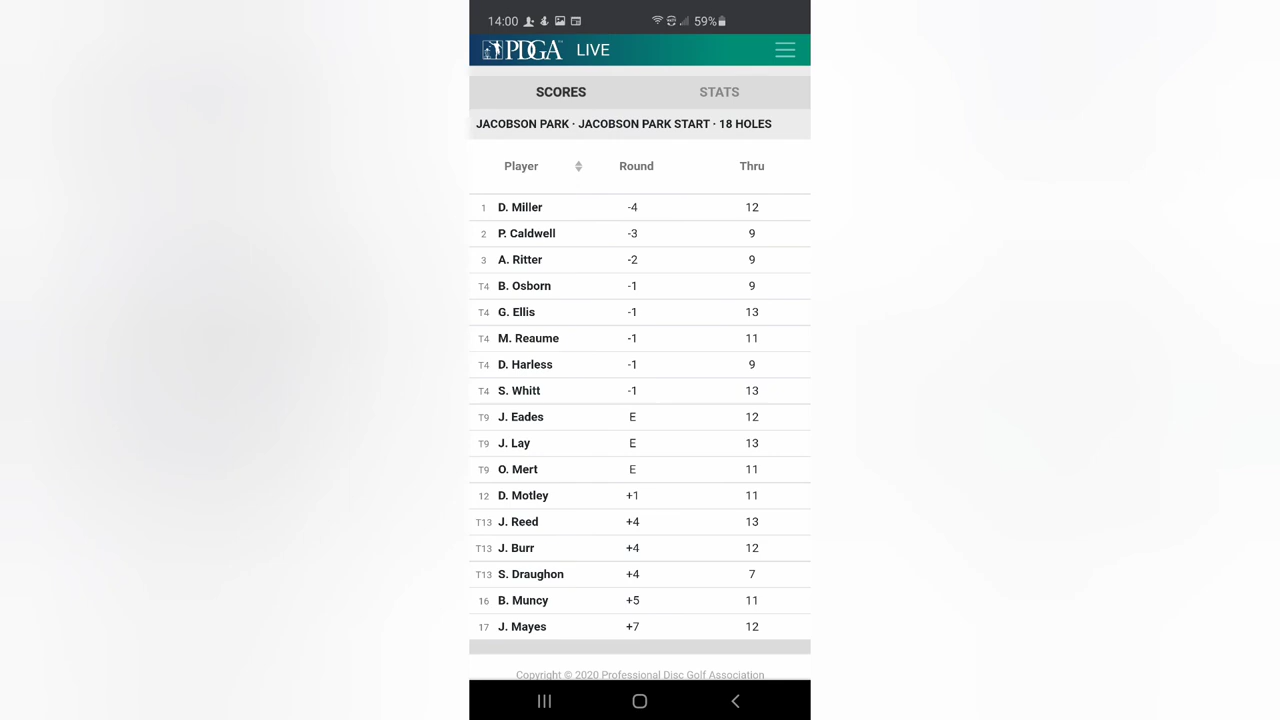 14:00 59%
PDGA LIVE
SCORES STATS
JACOBSON PARK · JACOBSON PARK START · 18 HOLES
Player Round Thru
1 D. Miller -4 12
2 P. Caldwell -3 9
3 A. Ritter -2 9
T4 B. Osborn -1 9
T4 G. Ellis -1 13
T4 M. Reaume -1 11
T4 D. Harless -1 9
T4 S. Whitt -1 13
T9 J. Eades E 12
T9 J. Lay E 13
T9 O. Mert E 11
12 D. Motley +1 11
T13 J. Reed +4 13
T13 J. Burr +4 12
T13 S. Draughon +4 7
16 B. Muncy +5 11
17 J. Mayes +7 12
Copyright © 2020 Professional Disc Golf Association